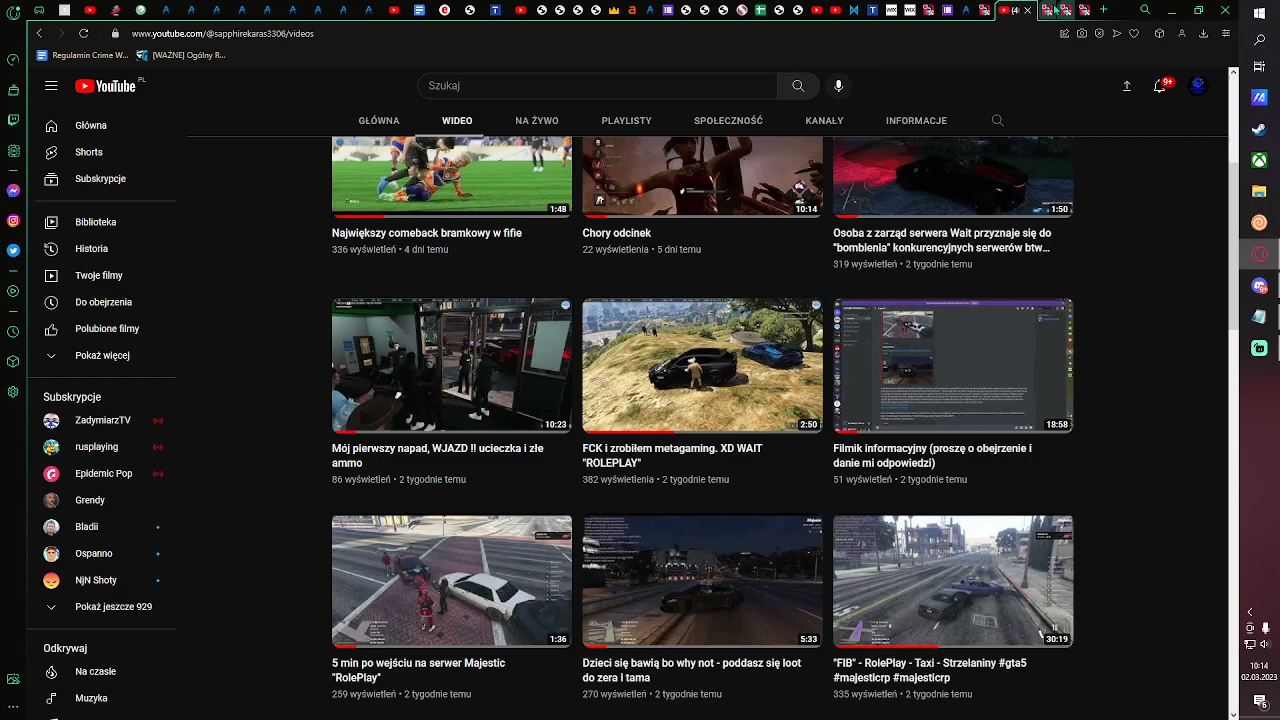 www.youtube.com/@sapphirekaras3306/videos
Regulamin Crime W...
[WAŻNE] Ogólny R...
YouTube PL
Szukaj
9+
GŁÓWNA
WIDEO
NA ŻYWO
PLAYLISTY
SPOŁECZNOŚĆ
KANAŁY
INFORMACJE
Główna
Shorts
Subskrypcje
Biblioteka
Historia
Twoje filmy
Do obejrzenia
Polubione filmy
Pokaż więcej
Subskrypcje
ZadymiarzTV
rusplaying
Epidemic Pop
Grendy
Bladii
Ospanno
NjN Shoty
Pokaż jeszcze 929
Odkrywaj
Na czasie
Muzyka
1:48
Największy comeback bramkowy w fifie
336 wyświetleń • 4 dni temu
10:14
Chory odcinek
22 wyświetlenia • 5 dni temu
1:50
Osoba z zarząd serwera Wait przyznaje się do
"bomblenia" konkurencyjnych serwerów btw...
319 wyświetleń • 2 tygodnie temu
10:23
Mój pierwszy napad, WJAZD !! ucieczka i złe
ammo
86 wyświetleń • 2 tygodnie temu
2:50
FCK i zrobiłem metagaming. XD WAIT
"ROLEPLAY"
382 wyświetlenia • 2 tygodnie temu
18:58
Filmik informacyjny (proszę o obejrzenie i
danie mi odpowiedzi)
51 wyświetleń • 2 tygodnie temu
1:36
5 min po wejściu na serwer Majestic
"RolePlay"
259 wyświetleń • 2 tygodnie temu
5:23
Dzieci się bawią bo why not - poddasz się loot
do zera i tama
270 wyświetleń • 2 tygodnie temu
30:19
"FIB" - RolePlay - Taxi - Strzelaniny #gta5
#majesticrp #majesticrp
335 wyświetleń • 2 tygodnie temu
10:14
02.03.2023